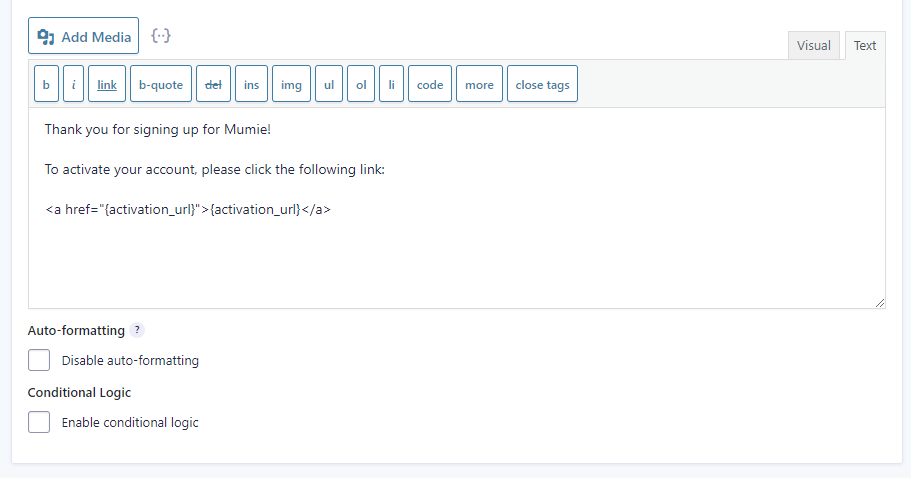 Add Media {··}
Visual Text
b i link b-quote del ins img ul ol li code more close tags
Thank you for signing up for Mumie!
To activate your account, please click the following link:
<a href="{activation_url}">{activation_url}</a>
Auto-formatting ?
Disable auto-formatting
Conditional Logic
Enable conditional logic